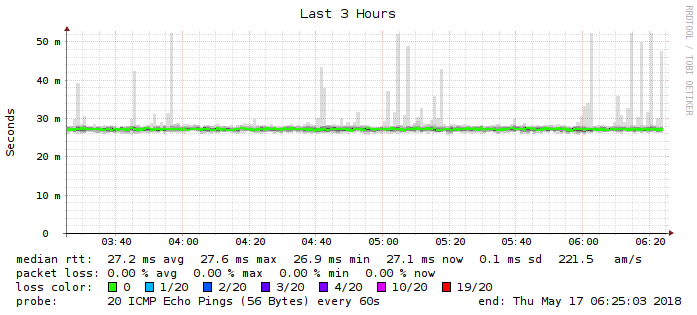 Last 3 Hours
RRDTOOL / TOBI OETIKER
Seconds
50 m
40 m
30 m
20 m
10 m
0
03:40 04:00 04:20 04:40 05:00 05:20 05:40 06:00 06:20
median rtt: 27.2 ms avg 27.6 ms max 26.9 ms min 27.1 ms now 0.1 ms sd 221.5 am/s
packet loss: 0.00 % avg 0.00 % max 0.00 % min 0.00 % now
loss color: 0 1/20 2/20 3/20 4/20 10/20 19/20
probe: 20 ICMP Echo Pings (56 Bytes) every 60s end: Thu May 17 06:25:03 2018